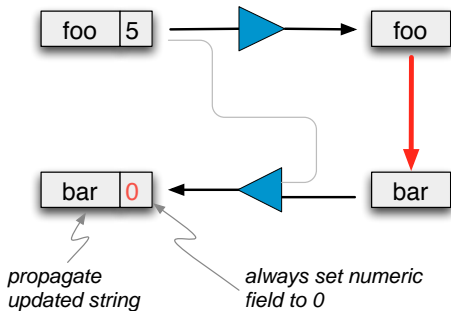 foo 5 foo
bar 0 bar
propagate always set numeric
updated string field to 0